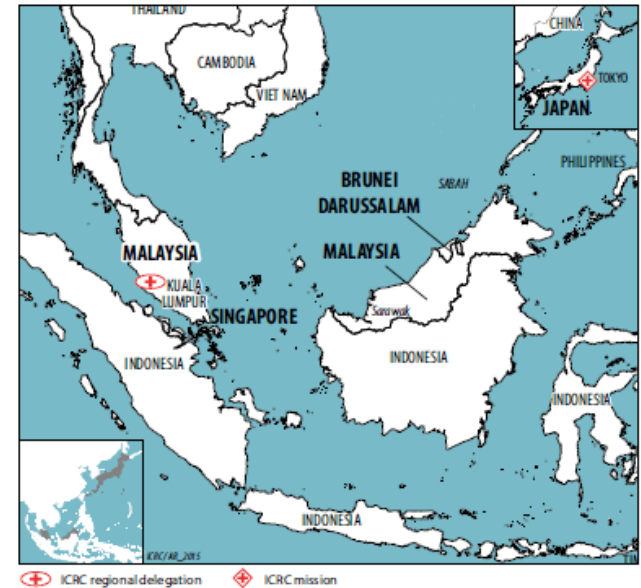 THAILAND
CAMBODIA
VIET NAM
CHINA
TOKYO
JAPAN
PHILIPPINES
SABAH
BRUNEI
DARUSSALAM
MALAYSIA
MALAYSIA
KUALA
LUMPUR
SINGAPORE
Sarawak
INDONESIA
INDONESIA
INDONESIA
INDONESIA
ICRC/AR_2015
ICRC regional delegation
ICRC mission